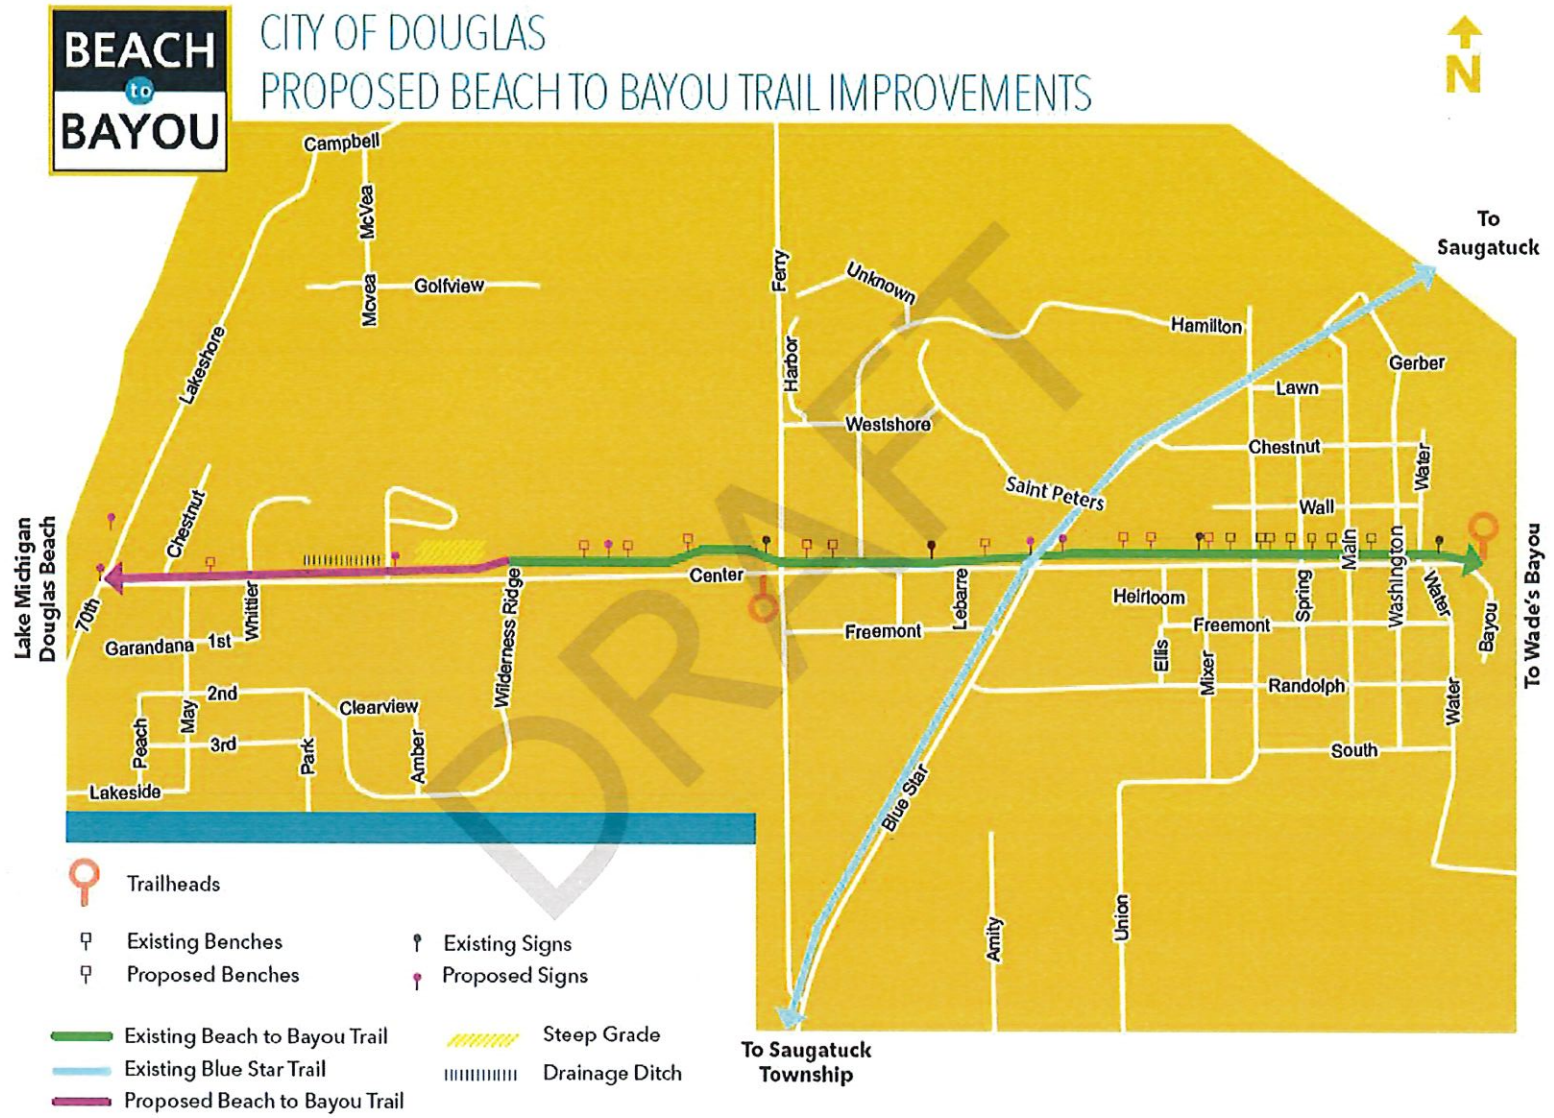 BEACH
to
BAYOU
CITY OF DOUGLAS
PROPOSED BEACH TO BAYOU TRAIL IMPROVEMENTS
N
Campbell
McVea
Mcvea
Golfview
Lakeshore
Ferry
Unknown
Harbor
Hamilton
To
Saugatuck
Gerber
Lawn
Westshore
Chestnut
Water
Saint Peters
Wall
Chestnut
Lake Michigan
Douglas Beach
Main
Washington
To Wade's Bayou
Center
70th
Whittier
Wilderness Ridge
Lebarre
Heirloom
Spring
Water
Bayou
Garandana
1st
Freemont
Freemont
Ellis
Mixer
Randolph
Water
2nd
Clearview
May
Peach
3rd
Park
Amber
South
Lakeside
Blue Star
Amity
Union
DRAFT
Trailheads
Existing Benches
Existing Signs
Proposed Benches
Proposed Signs
Existing Beach to Bayou Trail
Steep Grade
Existing Blue Star Trail
Drainage Ditch
Proposed Beach to Bayou Trail
To Saugatuck
Township